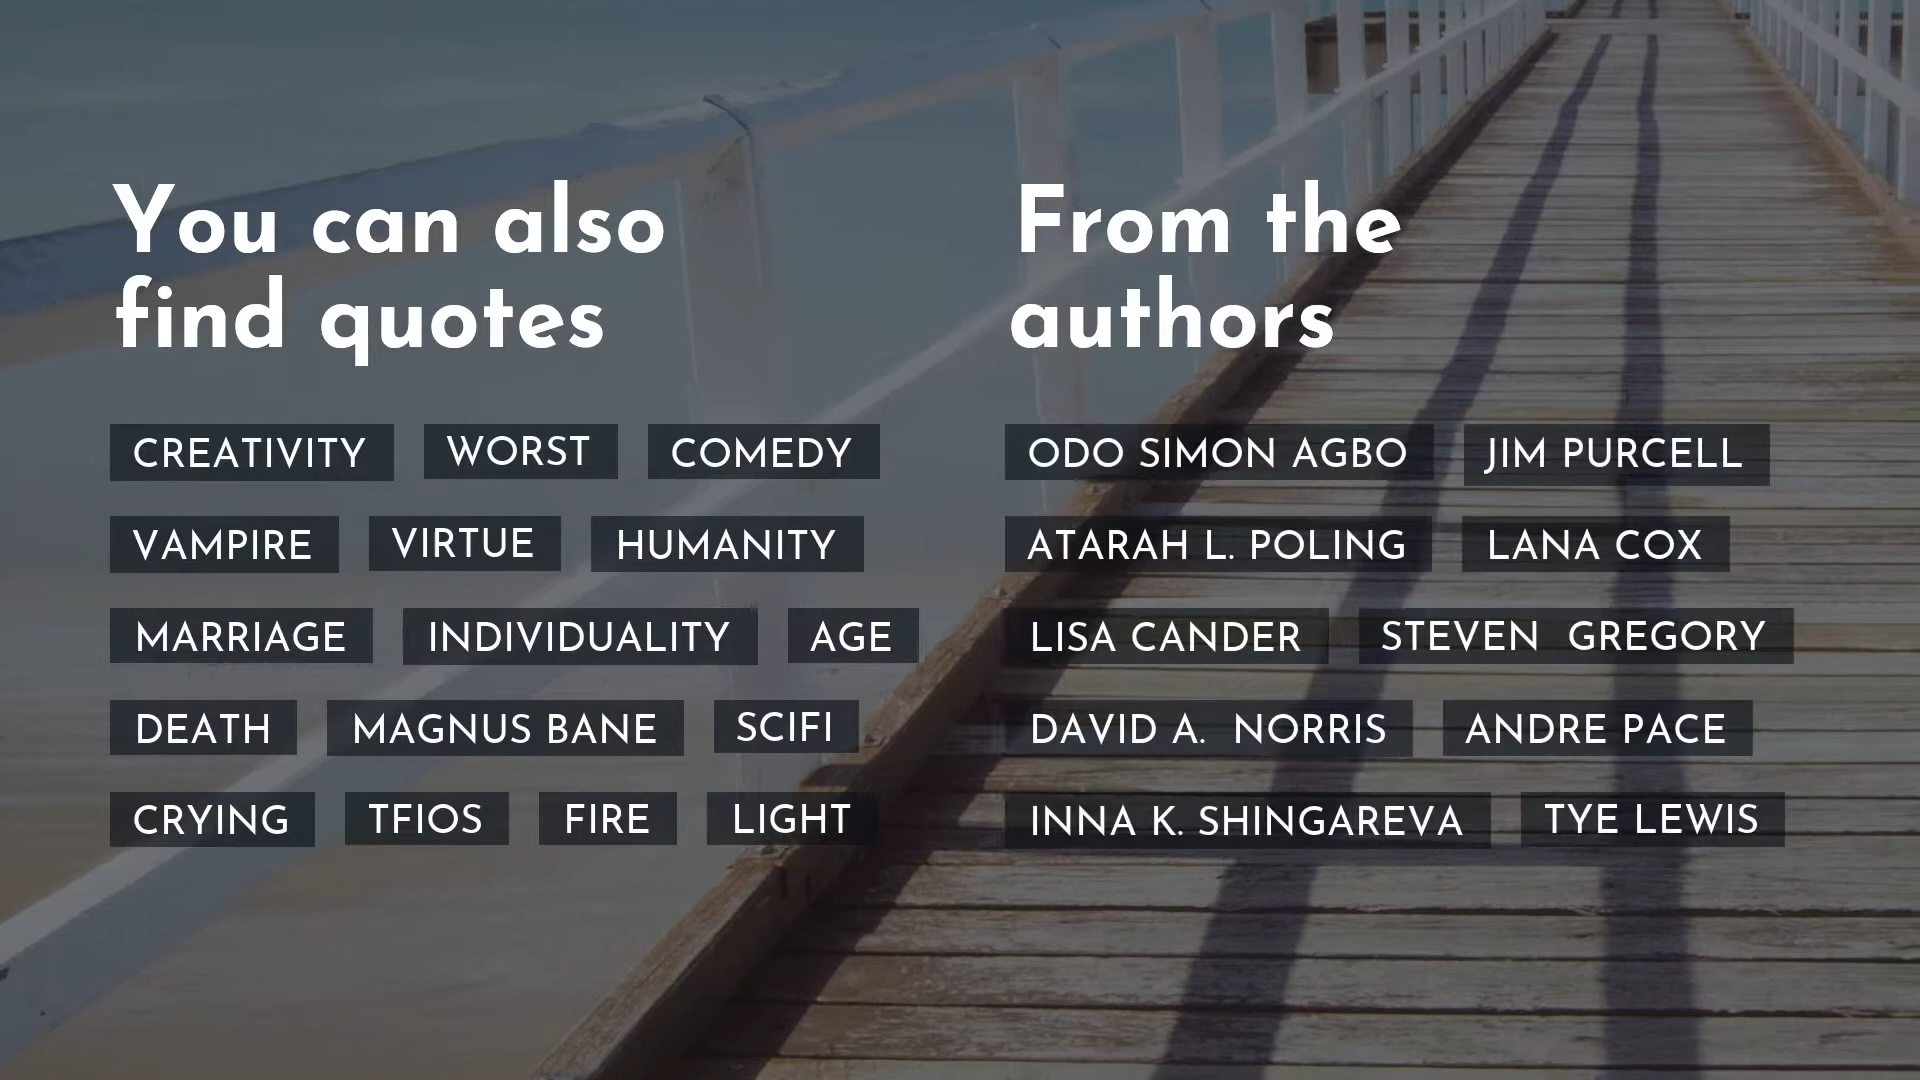 You can also
find quotes
CREATIVITY WORST COMEDY
VAMPIRE VIRTUE HUMANITY
MARRIAGE INDIVIDUALITY AGE
DEATH MAGNUS BANE SCIFI
CRYING TFIOS FIRE LIGHT
From the
authors
ODO SIMON AGBO JIM PURCELL
ATARAH L. POLING LANA COX
LISA CANDER STEVEN  GREGORY
DAVID A.  NORRIS ANDRE PACE
INNA K. SHINGAREVA TYE LEWIS